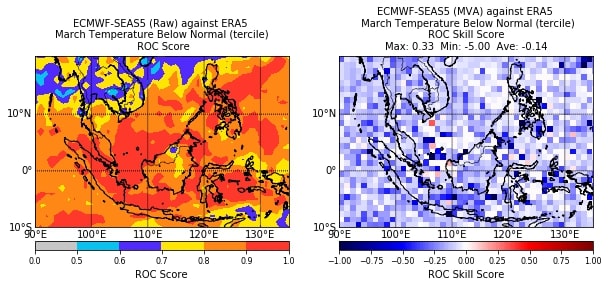 ECMWF-SEAS5 (Raw) against ERA5
March Temperature Below Normal (tercile)
ROC Score
10°N
0°
10°S
90°E 100°E 110°E 120°E 130°E
0.0 0.5 0.6 0.7 0.8 0.9 1.0
ROC Score
ECMWF-SEAS5 (MVA) against ERA5
March Temperature Below Normal (tercile)
ROC Skill Score
Max: 0.33 Min: -5.00 Ave: -0.14
10°N
0°
10°S
90°E 100°E 110°E 120°E 130°E
−1.00 −0.75 −0.50 −0.25 0.00 0.25 0.50 0.75 1.00
ROC Skill Score